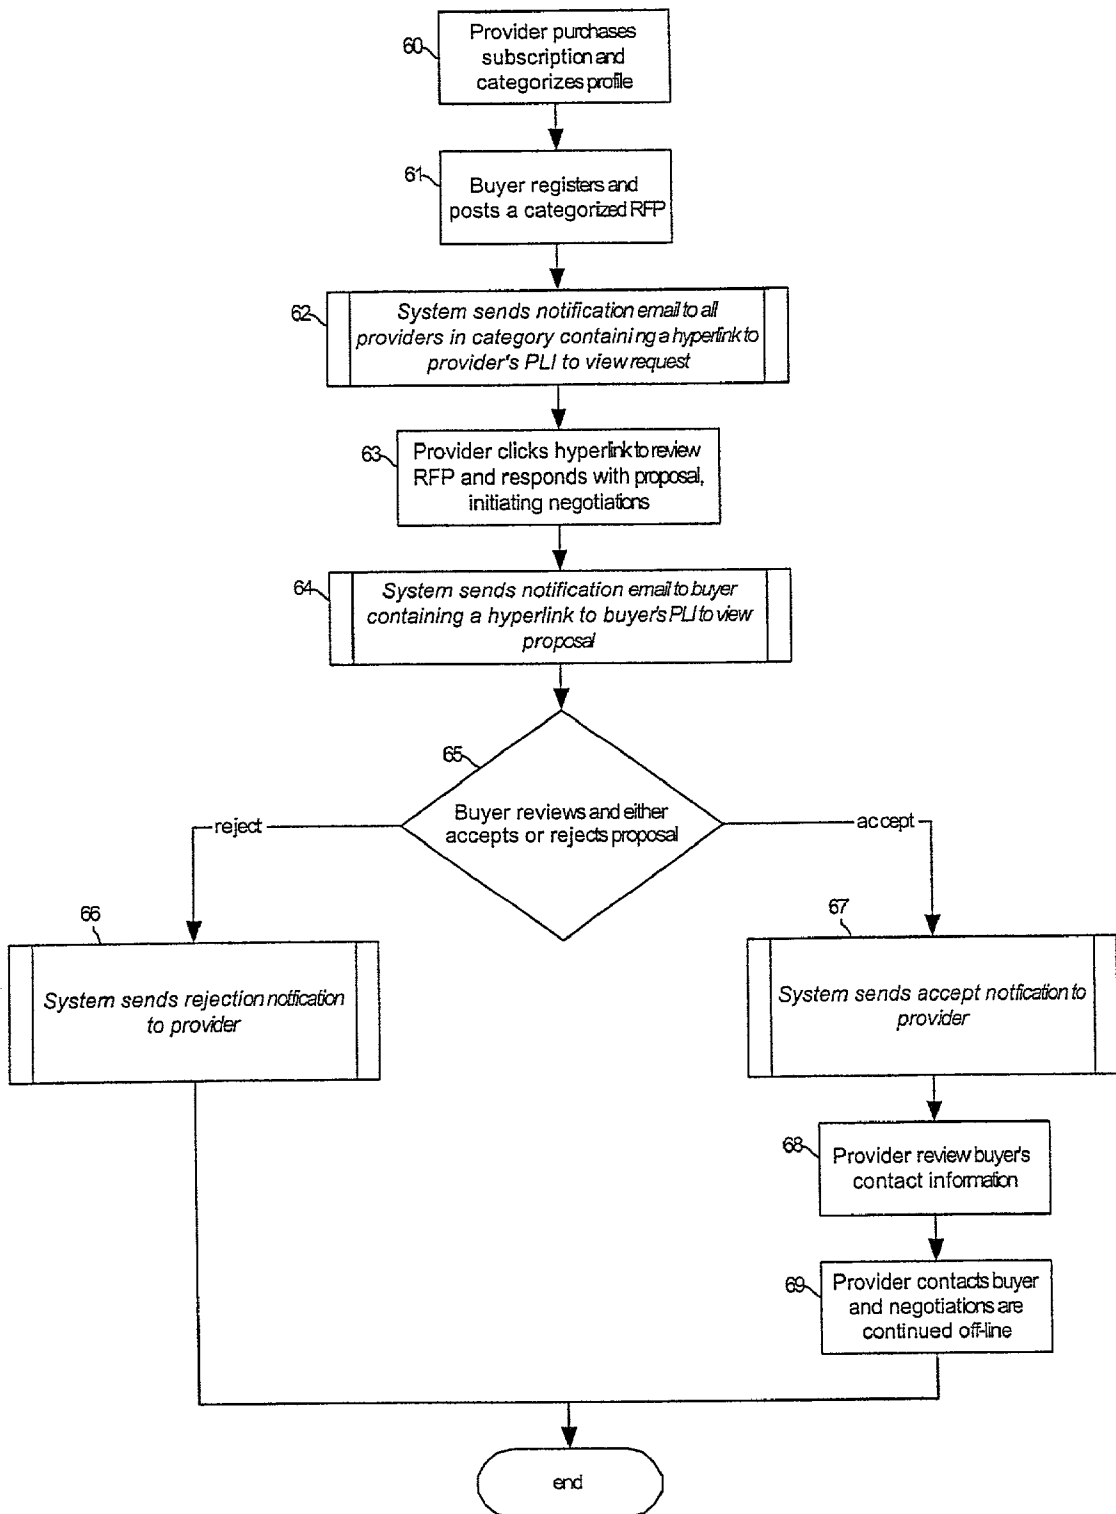 60
Provider purchases
subscription and
categorizes profile
61
Buyer registers and
posts a categorized RFP
62
System sends notification email to all
providers in category containing a hyperlink to
provider's PLI to view request
63
Provider clicks hyperlink to review
RFP and responds with proposal,
initiating negotiations
64
System sends notification email to buyer
containing a hyperlink to buyer's PLI to view
proposal
65
Buyer reviews and either
accepts or rejects proposal
reject
accept
66
System sends rejection notification
to provider
67
System sends accept notfication to
provider
68
Provider review buyer's
contact information
69
Provider contacts buyer
and negotiations are
continued off-line
end